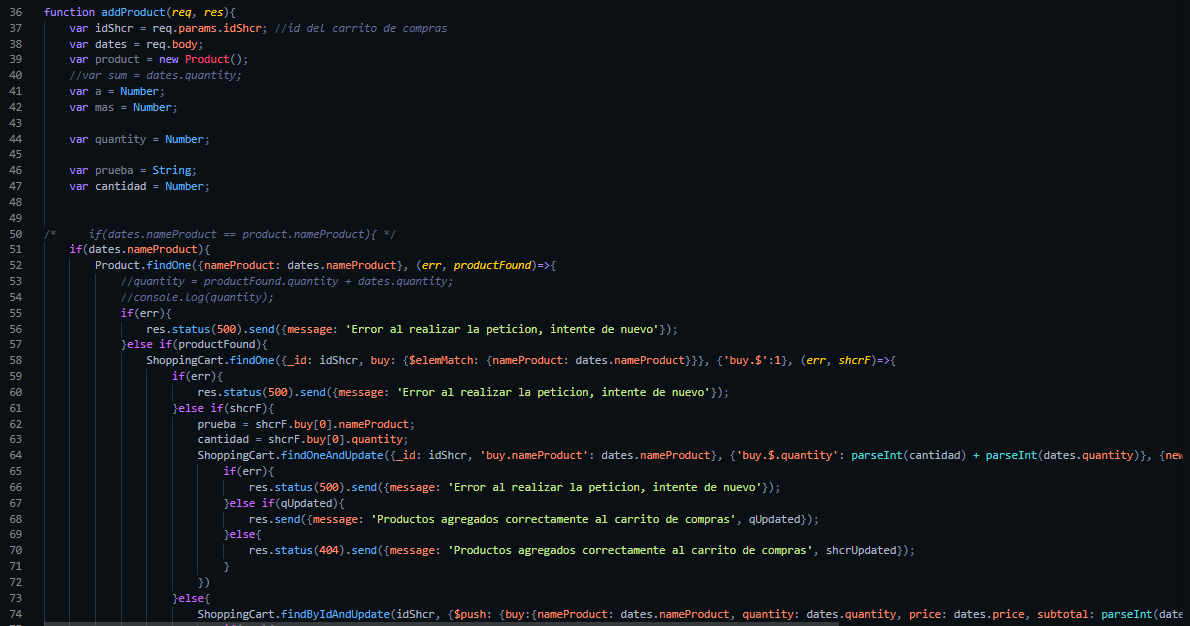 36 function addProduct(req, res){
37 var idShcr = req.params.idShcr; //id del carrito de compras
38 var dates = req.body;
39 var product = new Product();
40 //var sum = dates.quantity;
41 var a = Number;
42 var mas = Number;
43
44 var quantity = Number;
45
46 var prueba = String;
47 var cantidad = Number;
48
49
50 /* if(dates.nameProduct == product.nameProduct){ */
51 if(dates.nameProduct){
52 Product.findOne({nameProduct: dates.nameProduct}, (err, productFound)=>{
53 //quantity = productFound.quantity + dates.quantity;
54 //console.log(quantity);
55 if(err){
56 res.status(500).send({message: 'Error al realizar la peticion, intente de nuevo'});
57 }else if(productFound){
58 ShoppingCart.findOne({_id: idShcr, buy: {$elemMatch: {nameProduct: dates.nameProduct}}}, {'buy.$':1}, (err, shcrF)=>{
59 if(err){
60 res.status(500).send({message: 'Error al realizar la peticion, intente de nuevo'});
61 }else if(shcrF){
62 prueba = shcrF.buy[0].nameProduct;
63 cantidad = shcrF.buy[0].quantity;
64 ShoppingCart.findOneAndUpdate({_id: idShcr, 'buy.nameProduct': dates.nameProduct}, {'buy.$.quantity': parseInt(cantidad) + parseInt(dates.quantity)}, {new
65 if(err){
66 res.status(500).send({message: 'Error al realizar la peticion, intente de nuevo'});
67 }else if(qUpdated){
68 res.send({message: 'Productos agregados correctamente al carrito de compras', qUpdated});
69 }else{
70 res.status(404).send({message: 'Productos agregados correctamente al carrito de compras', shcrUpdated});
71 }
72 })
73 }else{
74 ShoppingCart.findByIdAndUpdate(idShcr, {$push: {buy:{nameProduct: dates.nameProduct, quantity: dates.quantity, price: dates.price, subtotal: parseInt(date